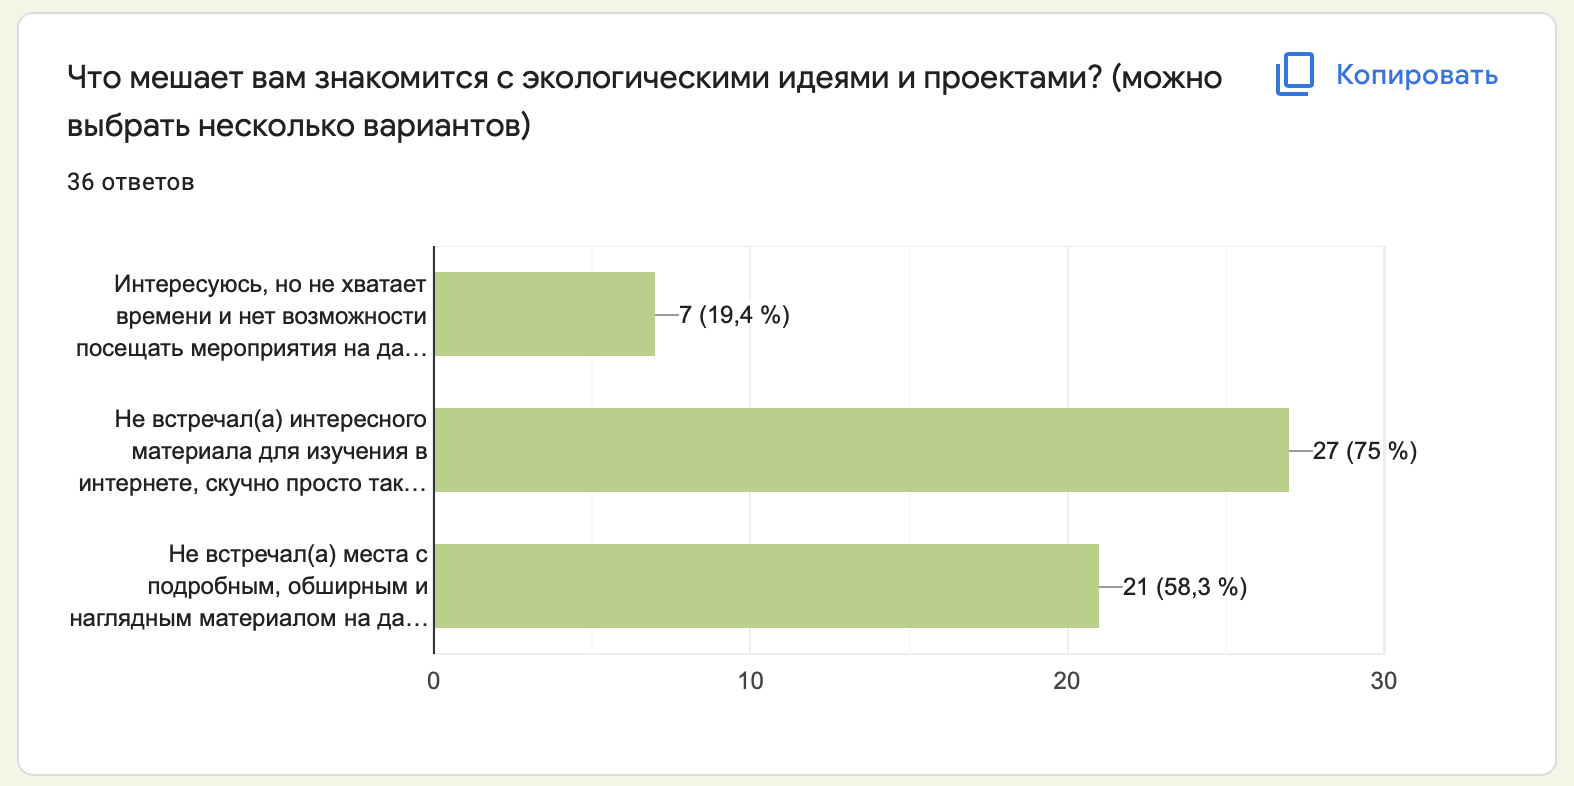 Что мешает вам знакомится с экологическими идеями и проектами? (можно
выбрать несколько вариантов)
Копировать
36 ответов
Интересуюсь, но не хватает
времени и нет возможности
посещать мероприятия на да…
7 (19,4 %)
Не встречал(а) интересного
материала для изучения в
интернете, скучно просто так…
27 (75 %)
Не встречал(а) места с
подробным, обширным и
наглядным материалом на да…
21 (58,3 %)
0 10 20 30